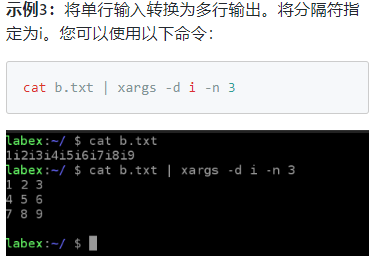 示例3：将单行输入转换为多行输出。将分隔符指
定为i。您可以使用以下命令：
cat b.txt | xargs -d i -n 3
labex:~/ $ cat b.txt
1i2i3i4i5i6i7i8i9
labex:~/ $ cat b.txt | xargs -d i -n 3
1 2 3
4 5 6
7 8 9
labex:~/ $